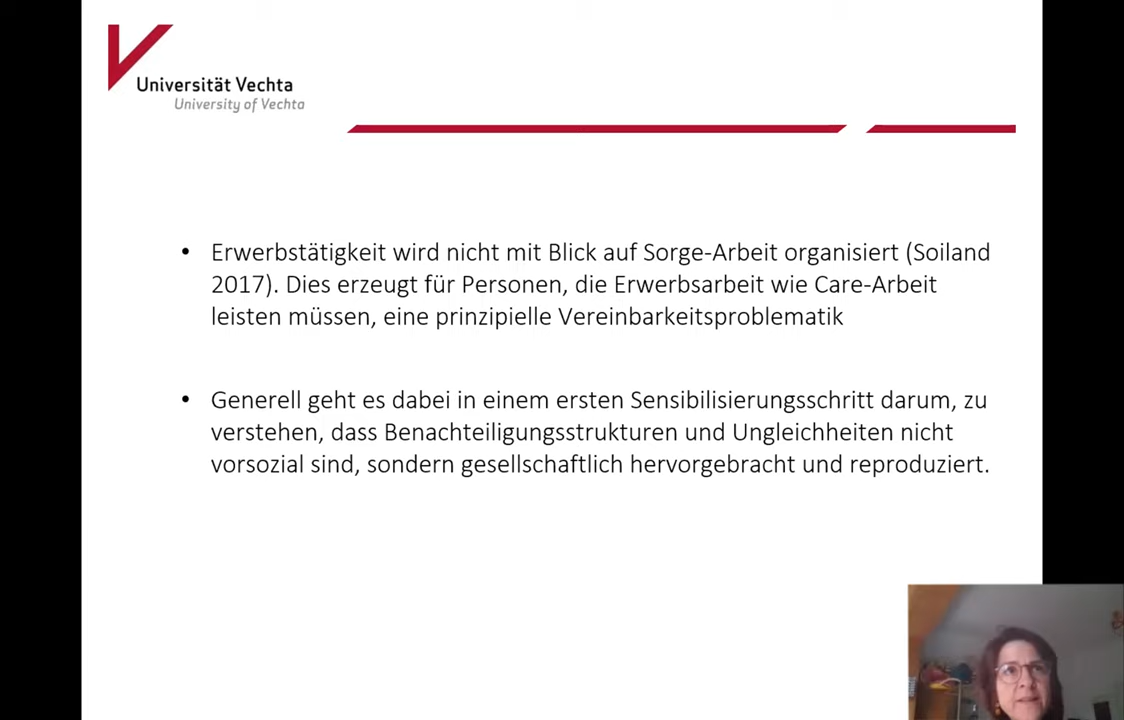 Universität Vechta
University of Vechta
• Erwerbstätigkeit wird nicht mit Blick auf Sorge-Arbeit organisiert (Soiland
2017). Dies erzeugt für Personen, die Erwerbsarbeit wie Care-Arbeit
leisten müssen, eine prinzipielle Vereinbarkeitsproblematik
• Generell geht es dabei in einem ersten Sensibilisierungsschritt darum, zu
verstehen, dass Benachteiligungsstrukturen und Ungleichheiten nicht
vorsozial sind, sondern gesellschaftlich hervorgebracht und reproduziert.